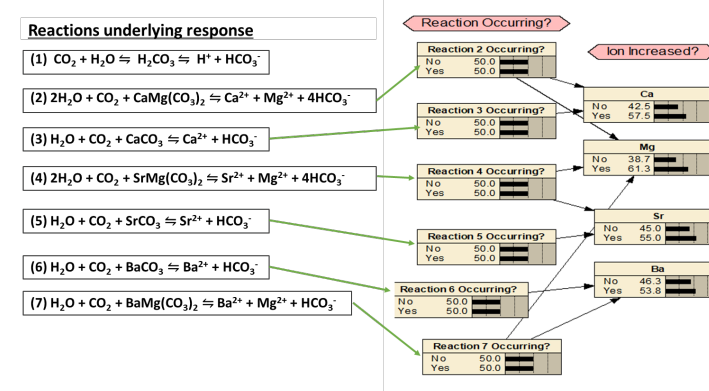 Reactions underlying response
(1) CO₂ + H₂O ⇋ H₂CO₃ ⇋ H⁺ + HCO₃⁻
(2) 2H₂O + CO₂ + CaMg(CO₃)₂ ⇋ Ca²⁺ + Mg²⁺ + 4HCO₃⁻
(3) H₂O + CO₂ + CaCO₃ ⇋ Ca²⁺ + HCO₃⁻
(4) 2H₂O + CO₂ + SrMg(CO₃)₂ ⇋ Sr²⁺ + Mg²⁺ + 4HCO₃⁻
(5) H₂O + CO₂ + SrCO₃ ⇋ Sr²⁺ + HCO₃⁻
(6) H₂O + CO₂ + BaCO₃ ⇋ Ba²⁺ + HCO₃⁻
(7) H₂O + CO₂ + BaMg(CO₃)₂ ⇋ Ba²⁺ + Mg²⁺ + HCO₃⁻
Reaction Occurring?
Reaction 2 Occurring?
No 50.0
Yes 50.0
Reaction 3 Occurring?
No 50.0
Yes 50.0
Reaction 4 Occurring?
No 50.0
Yes 50.0
Reaction 5 Occurring?
No 50.0
Yes 50.0
Reaction 6 Occurring?
No 50.0
Yes 50.0
Reaction 7 Occurring?
No 50.0
Yes 50.0
Ion Increased?
Ca
No 42.5
Yes 57.5
Mg
No 38.7
Yes 61.3
Sr
No 45.0
Yes 55.0
Ba
No 46.3
Yes 53.8